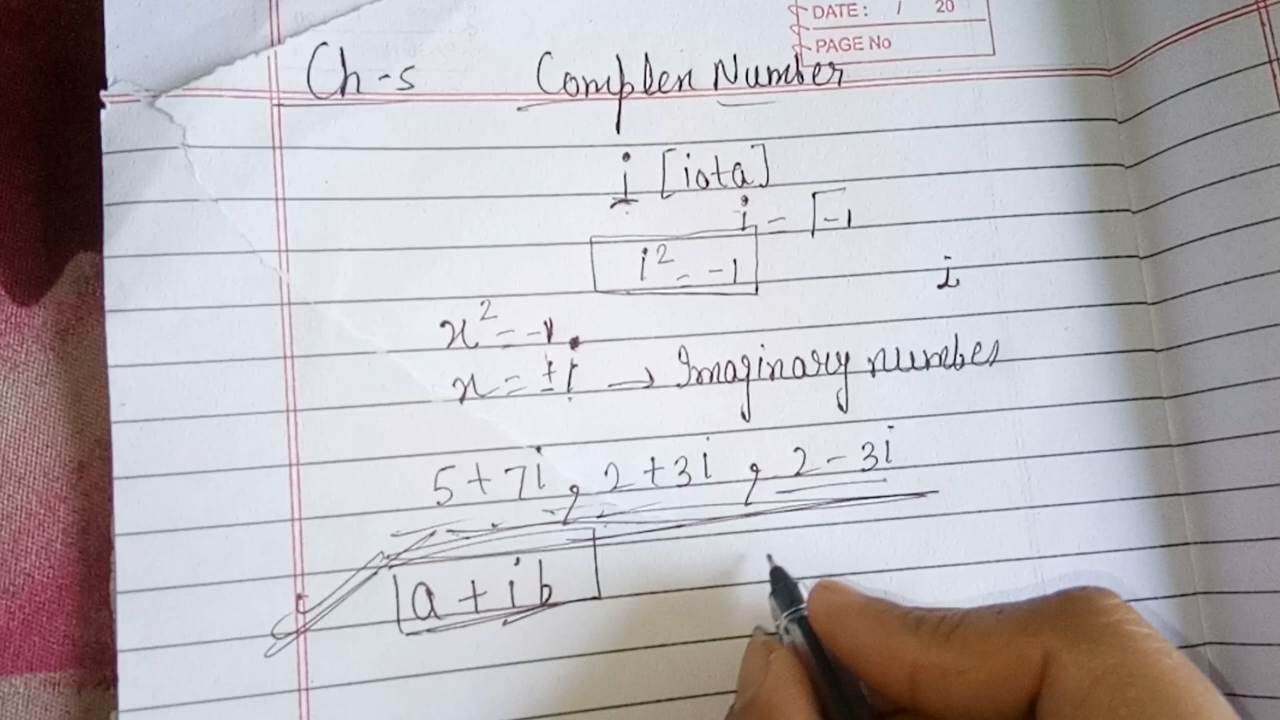 DATE: / 20
PAGE No
Ch-5 Complex Number
i [iota]
i = √-1
i² = -1
i
x² = -1
x = ±i → Imaginary number
5+7i, 2+3i, 2-3i
a+ib